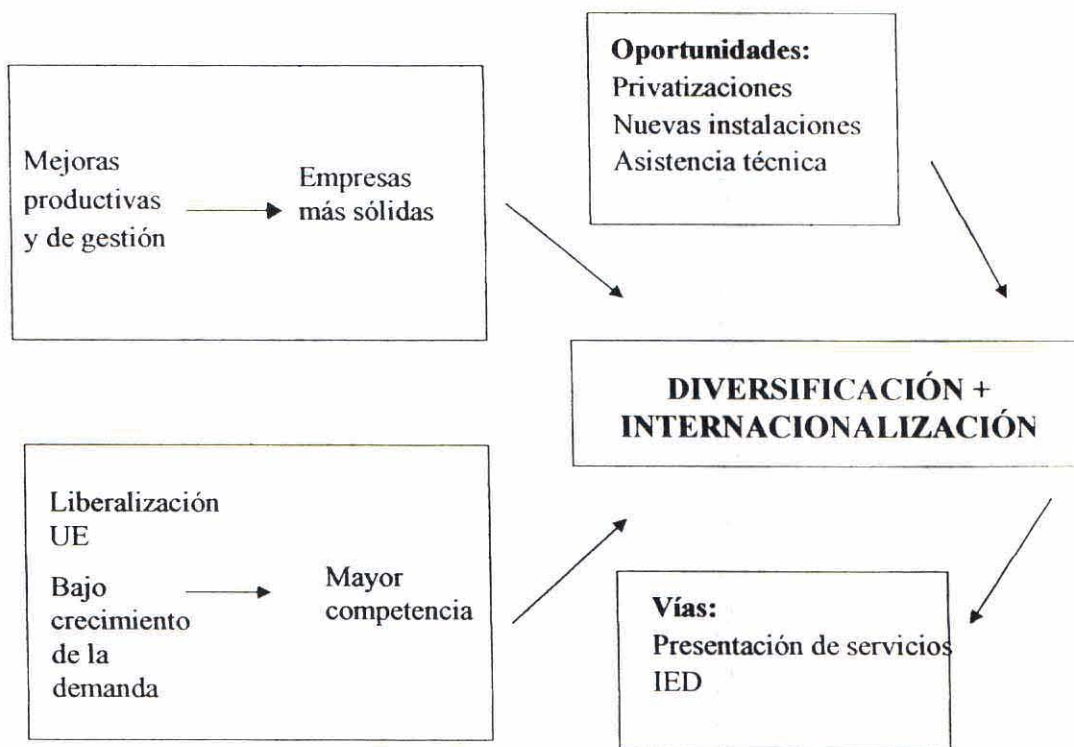 Mejoras
productivas
y de gestión
Empresas
más sólidas
Oportunidades:
Privatizaciones
Nuevas instalaciones
Asistencia técnica
DIVERSIFICACIÓN +
INTERNACIONALIZACIÓN
Liberalización
UE
Bajo
crecimiento
de la
demanda
Mayor
competencia
Vías:
Presentación de servicios
IED